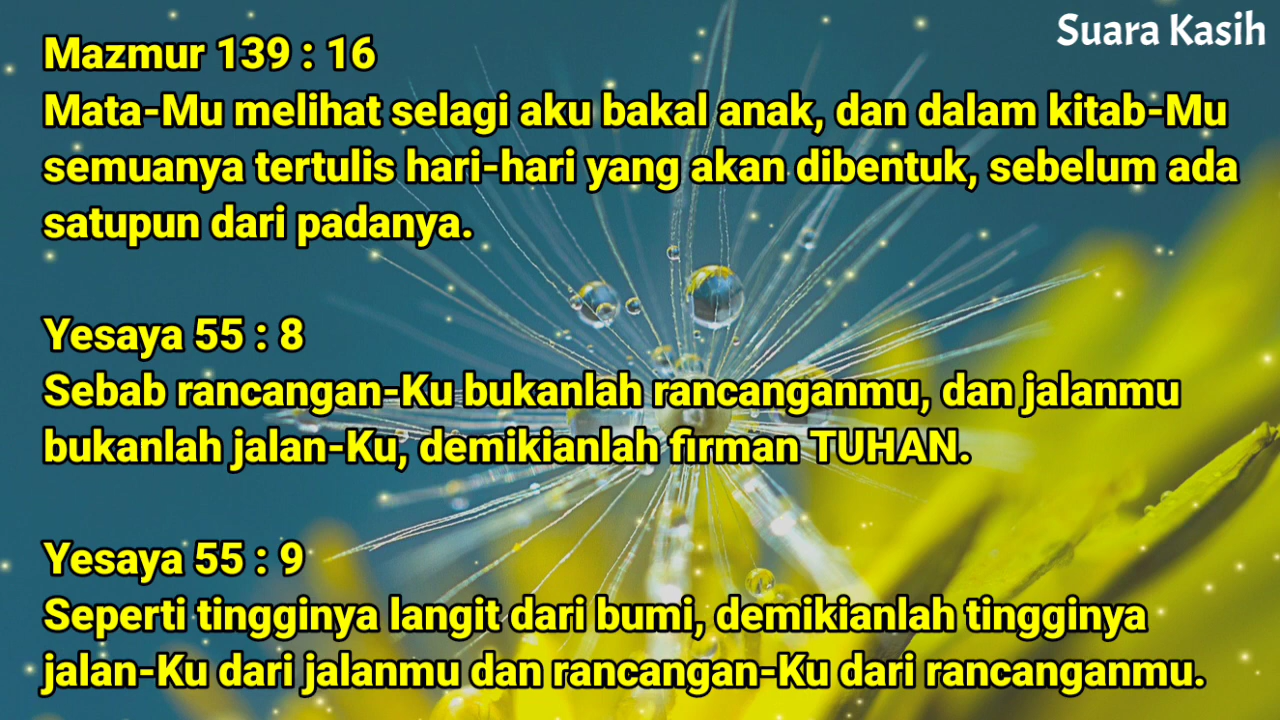 Suara Kasih
Mazmur 139 : 16
Mata-Mu melihat selagi aku bakal anak, dan dalam kitab-Mu
semuanya tertulis hari-hari yang akan dibentuk, sebelum ada
satupun dari padanya.
Yesaya 55 : 8
Sebab rancangan-Ku bukanlah rancanganmu, dan jalanmu
bukanlah jalan-Ku, demikianlah firman TUHAN.
Yesaya 55 : 9
Seperti tingginya langit dari bumi, demikianlah tingginya
jalan-Ku dari jalanmu dan rancangan-Ku dari rancanganmu.